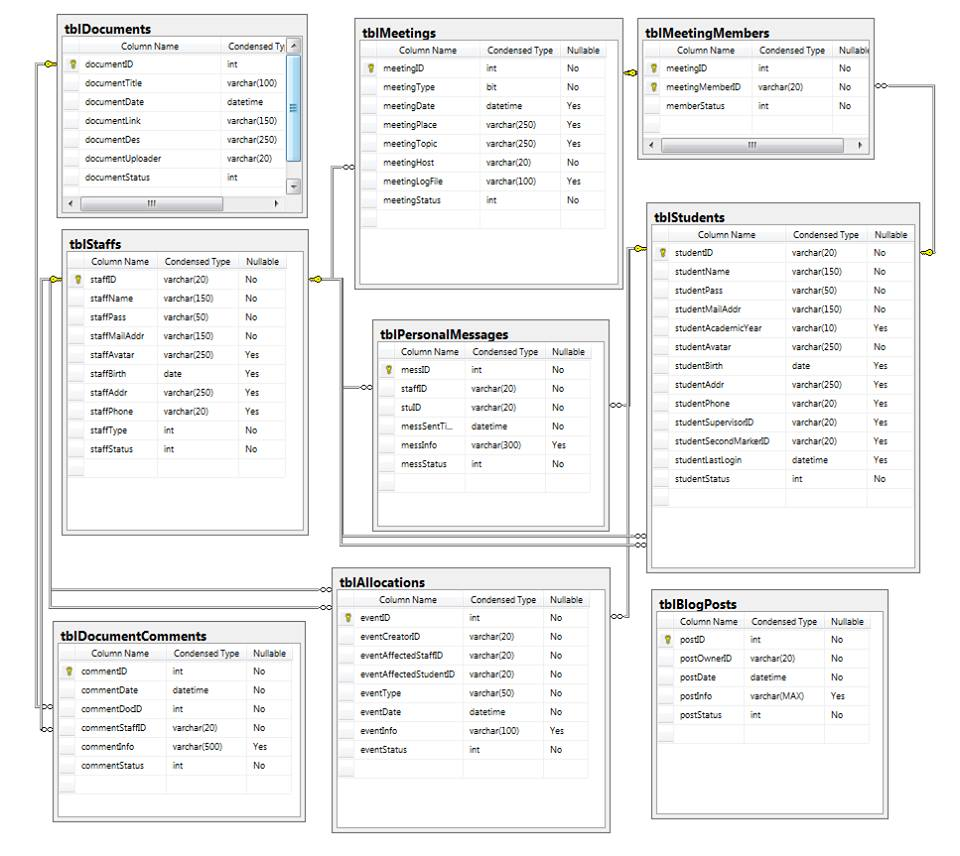 tblDocuments
Column Name Condensed Ty
documentID int
documentTitle varchar(100)
documentDate datetime
documentLink varchar(150)
documentDes varchar(250)
documentUploader varchar(20)
documentStatus int
tblMeetings
Column Name Condensed Type Nullable
meetingID int No
meetingType bit No
meetingDate datetime Yes
meetingPlace varchar(250) Yes
meetingTopic varchar(250) Yes
meetingHost varchar(20) No
meetingLogFile varchar(100) Yes
meetingStatus int No
tblMeetingMembers
Column Name Condensed Type Nullable
meetingID int No
meetingMemberID varchar(20) No
memberStatus int No
tblStaffs
Column Name Condensed Type Nullable
staffID varchar(20) No
staffName varchar(150) No
staffPass varchar(50) No
staffMailAddr varchar(150) No
staffAvatar varchar(250) Yes
staffBirth date Yes
staffAddr varchar(250) Yes
staffPhone varchar(20) Yes
staffType int No
staffStatus int No
tblStudents
Column Name Condensed Type Nullable
studentID varchar(20) No
studentName varchar(150) No
studentPass varchar(50) No
studentMailAddr varchar(150) No
studentAcademicYear varchar(10) Yes
studentAvatar varchar(250) No
studentBirth date Yes
studentAddr varchar(250) Yes
studentPhone varchar(20) Yes
studentSupervisorID varchar(20) Yes
studentSecondMarkerID varchar(20) Yes
studentLastLogin datetime Yes
studentStatus int No
tblPersonalMessages
Column Name Condensed Type Nullable
messID int No
staffID varchar(20) No
stuID varchar(20) No
messSentTi... datetime No
messInfo varchar(300) Yes
messStatus int No
tblAllocations
Column Name Condensed Type Nullable
eventID int No
eventCreatorID varchar(20) No
eventAffectedStaffID varchar(20) No
eventAffectedStudentID varchar(20) No
eventType varchar(50) No
eventDate datetime No
eventInfo varchar(100) Yes
eventStatus int No
tblBlogPosts
Column Name Condensed Type Nullable
postID int No
postOwnerID varchar(20) No
postDate datetime No
postInfo varchar(MAX) Yes
postStatus int No
tblDocumentComments
Column Name Condensed Type Nullable
commentID int No
commentDate datetime No
commentDocID int No
commentStaffID varchar(20) No
commentInfo varchar(500) Yes
commentStatus int No